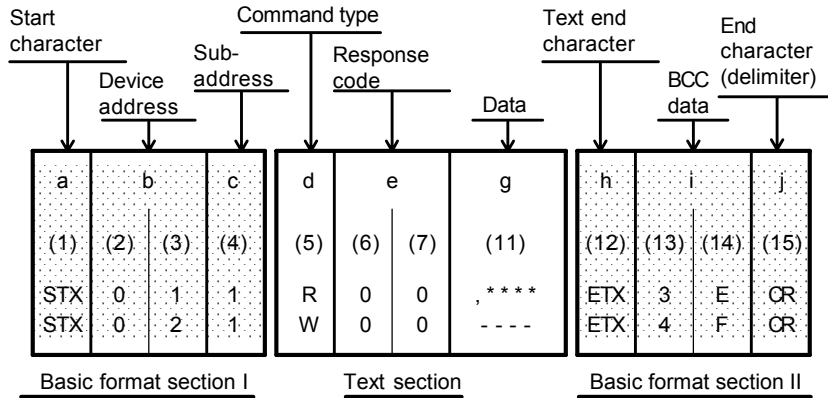 Start character
Command type
Text end character
End character (delimiter)
Sub-address
Response code
Device address
BCC data
Data
a b c d e g h i j
(1) (2) (3) (4) (5) (6) (7) (11) (12) (13) (14) (15)
STX 0 1 1 R 0 0 , * * * * ETX 3 E CR
STX 0 2 1 W 0 0 - - - - ETX 4 F CR
Basic format section I Text section Basic format section II